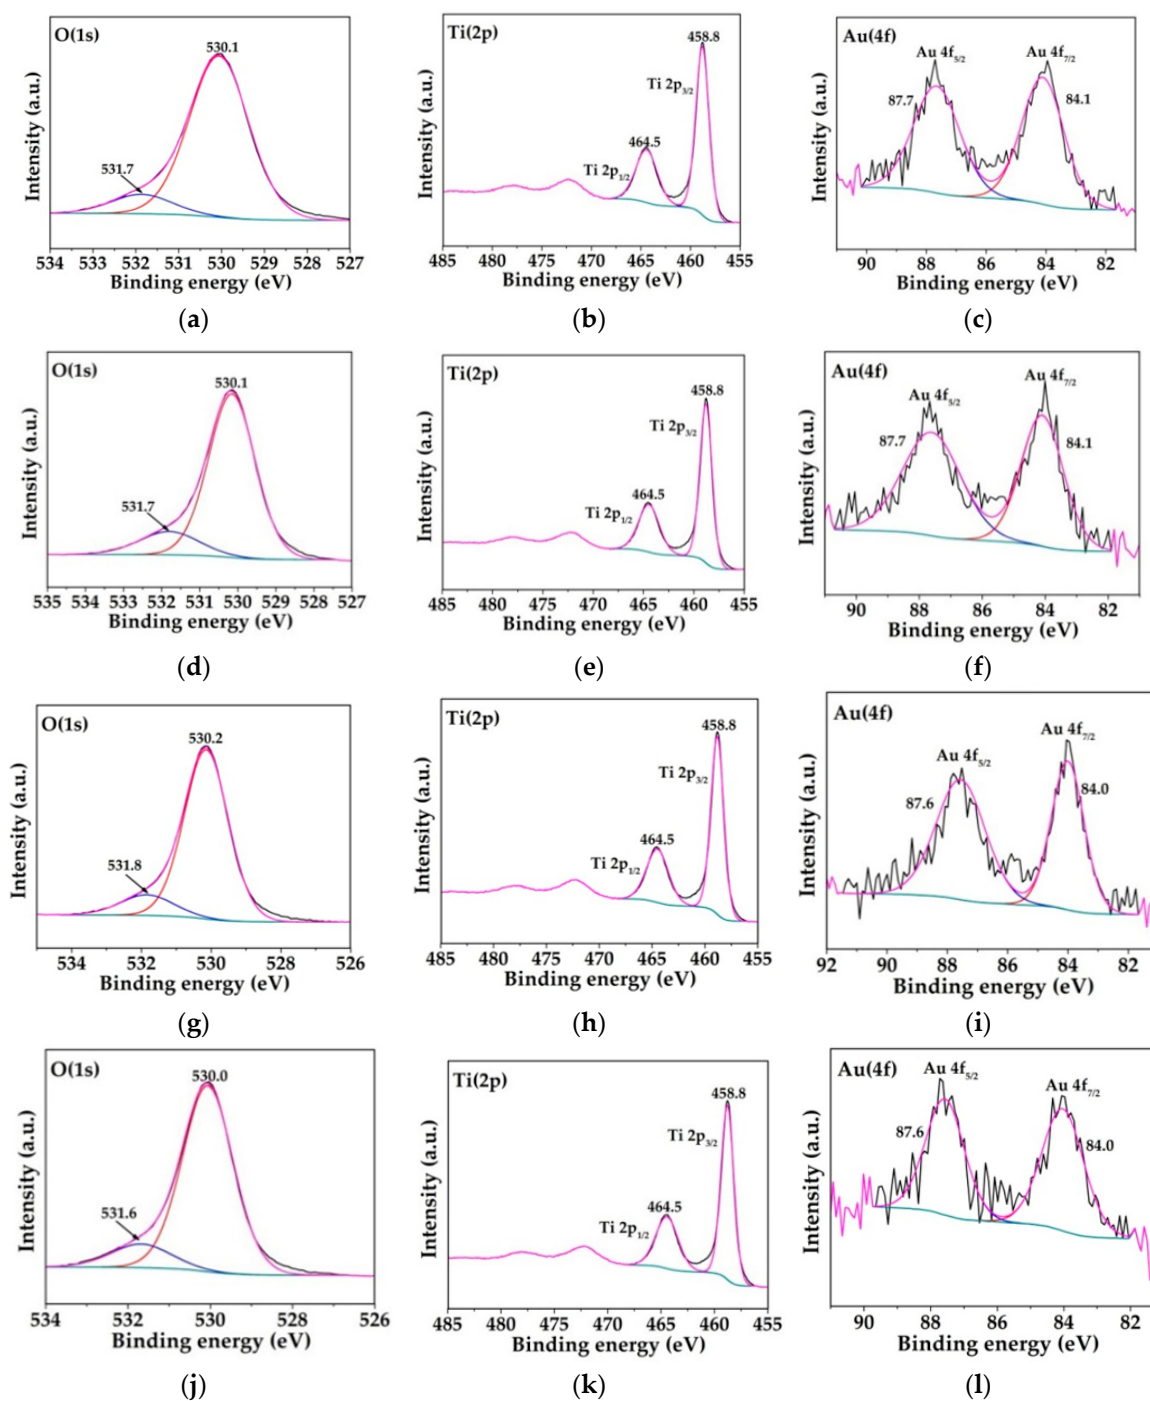 O(1s)
530.1
531.7
Intensity (a.u.)
534 533 532 531 530 529 528 527
Binding energy (eV)
(a)
Ti(2p)
458.8
Ti 2p3/2
464.5
Ti 2p1/2
Intensity (a.u.)
485 480 475 470 465 460 455
Binding energy (eV)
(b)
Au(4f)
Au 4f5/2
Au 4f7/2
87.7
84.1
Intensity (a.u.)
90 88 86 84 82
Binding energy (eV)
(c)
O(1s)
530.1
531.7
Intensity (a.u.)
535 534 533 532 531 530 529 528 527
Binding energy (eV)
(d)
Ti(2p)
458.8
Ti 2p3/2
464.5
Ti 2p1/2
Intensity (a.u.)
485 480 475 470 465 460 455
Binding energy (eV)
(e)
Au(4f)
Au 4f5/2
Au 4f7/2
87.7
84.1
Intensity (a.u.)
90 88 86 84 82
Binding energy (eV)
(f)
O(1s)
530.2
531.8
Intensity (a.u.)
534 532 530 528 526
Binding energy (eV)
(g)
Ti(2p)
458.8
Ti 2p3/2
464.5
Ti 2p1/2
Intensity (a.u.)
485 480 475 470 465 460 455
Binding energy (eV)
(h)
Au(4f)
Au 4f5/2
Au 4f7/2
87.6
84.0
Intensity (a.u.)
92 90 88 86 84 82
Binding energy (eV)
(i)
O(1s)
530.0
531.6
Intensity (a.u.)
534 532 530 528 526
Binding energy (eV)
(j)
Ti(2p)
458.8
Ti 2p3/2
464.5
Ti 2p1/2
Intensity (a.u.)
485 480 475 470 465 460 455
Binding energy (eV)
(k)
Au(4f)
Au 4f5/2
Au 4f7/2
87.6
84.0
Intensity (a.u.)
90 88 86 84 82
Binding energy (eV)
(l)